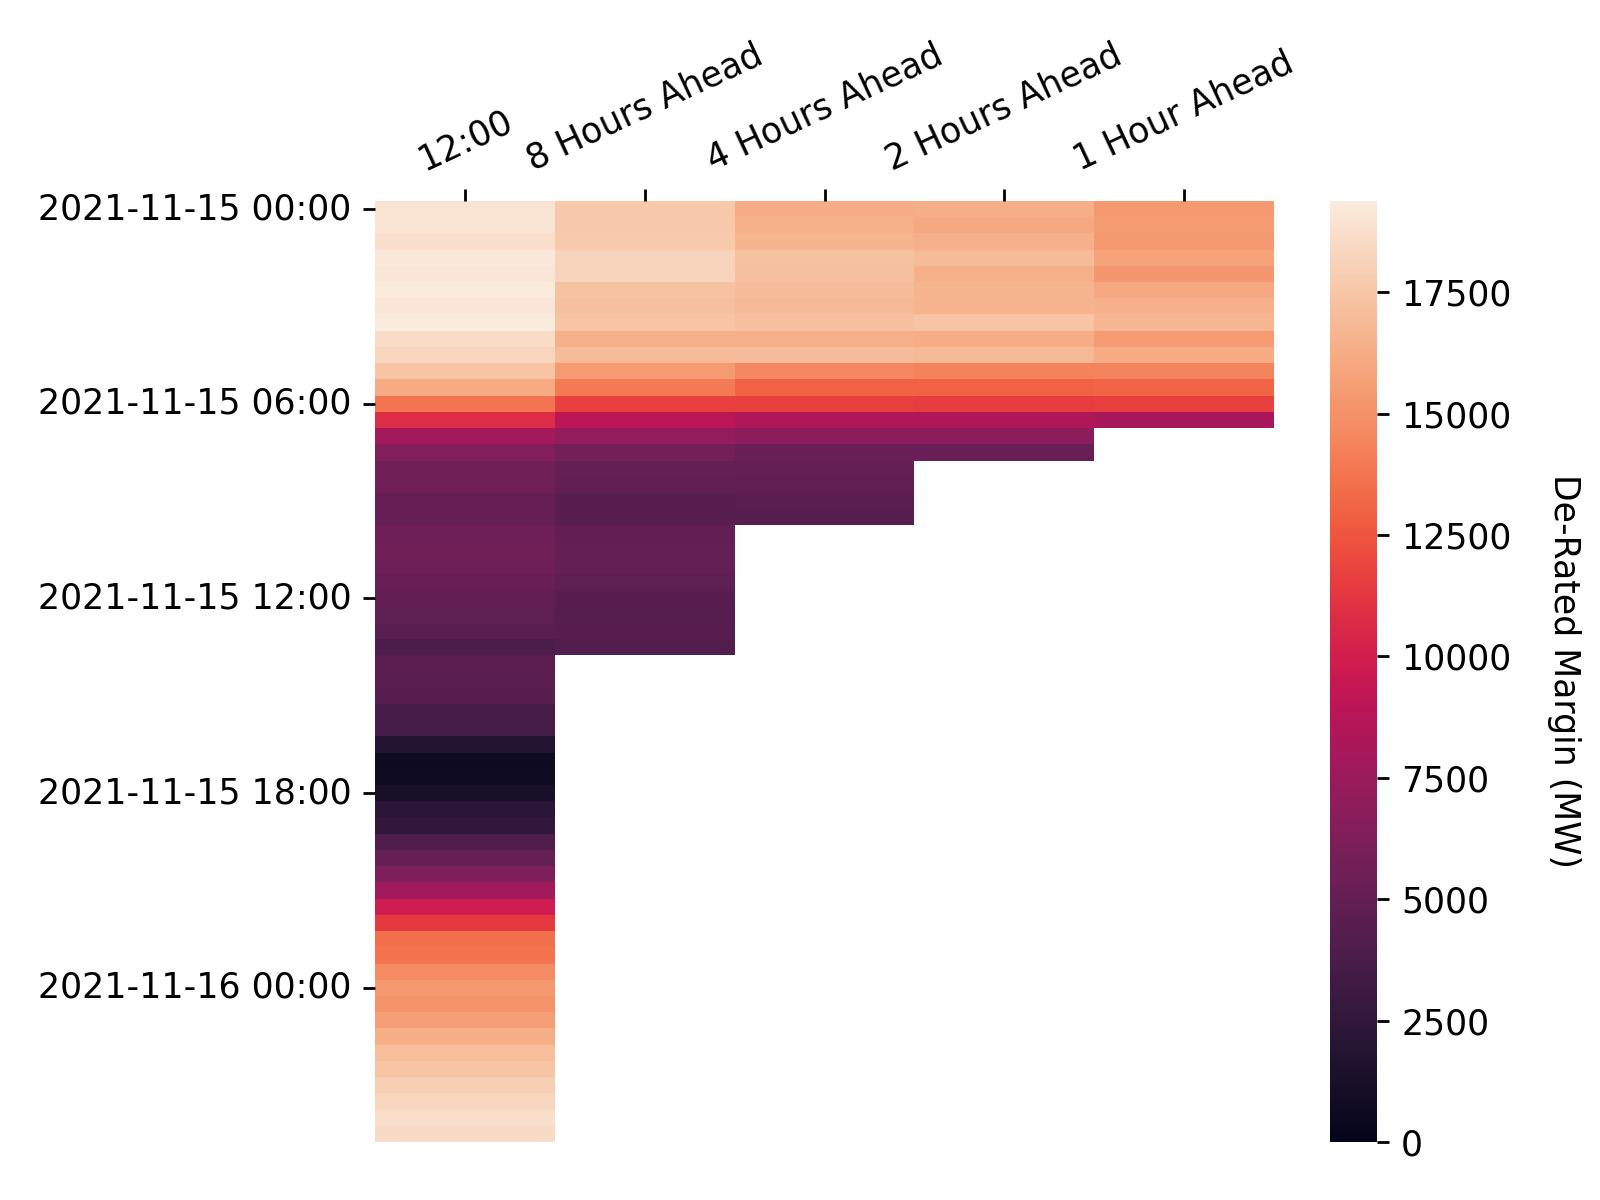 12:00
8 Hours Ahead
4 Hours Ahead
2 Hours Ahead
1 Hour Ahead
2021-11-15 00:00
2021-11-15 06:00
2021-11-15 12:00
2021-11-15 18:00
2021-11-16 00:00
17500
15000
12500
10000
7500
5000
2500
0
De-Rated Margin (MW)